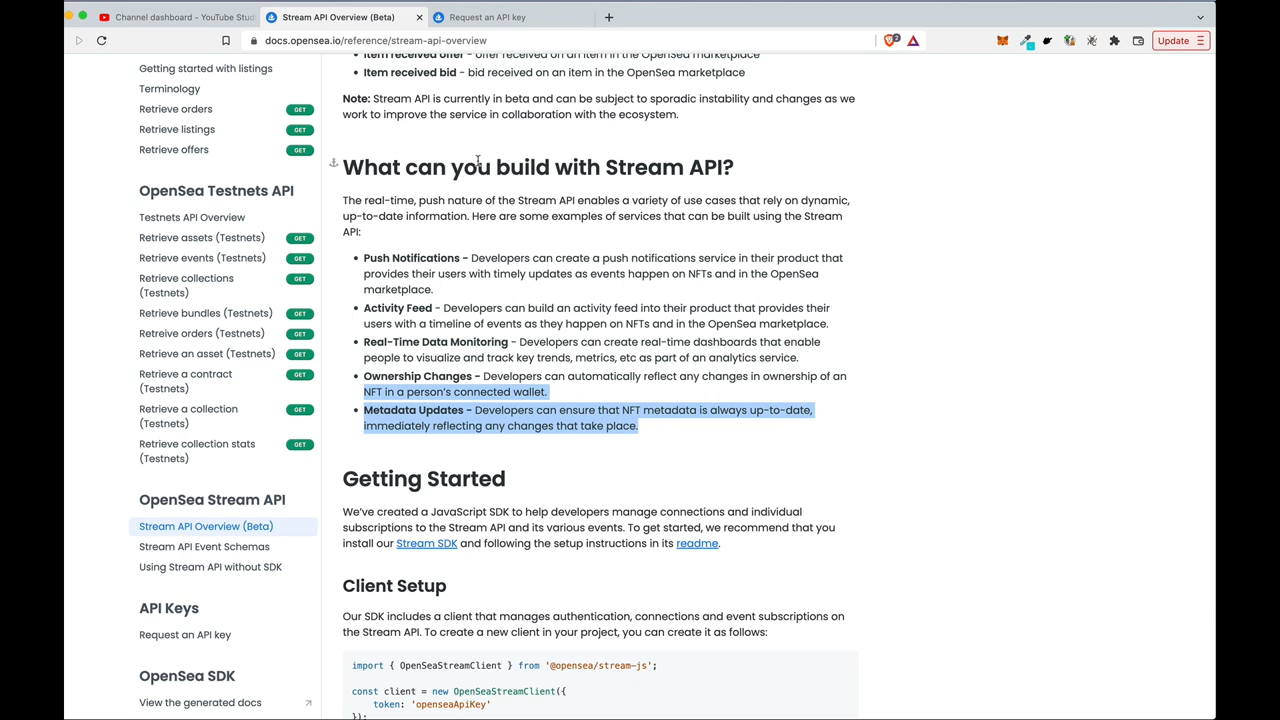 Channel dashboard - YouTube Stud
Stream API Overview (Beta)
Request an API key
docs.opensea.io/reference/stream-api-overview
2
Update
Getting started with listings
Terminology
Retrieve orders GET
Retrieve listings GET
Retrieve offers GET
OpenSea Testnets API
Testnets API Overview
Retrieve assets (Testnets) GET
Retrieve events (Testnets) GET
Retrieve collections GET
(Testnets)
Retrieve bundles (Testnets) GET
Retreive orders (Testnets) GET
Retrieve an asset (Testnets) GET
Retrieve a contract GET
(Testnets)
Retrieve a collection GET
(Testnets)
Retrieve collection stats GET
(Testnets)
OpenSea Stream API
Stream API Overview (Beta)
Stream API Event Schemas
Using Stream API without SDK
API Keys
Request an API key
OpenSea SDK
View the generated docs
Item received offer - offer received on an item in the OpenSea marketplace
Item received bid - bid received on an item in the OpenSea marketplace
Note: Stream API is currently in beta and can be subject to sporadic instability and changes as we
work to improve the service in collaboration with the ecosystem.
What can you build with Stream API?
The real-time, push nature of the Stream API enables a variety of use cases that rely on dynamic,
up-to-date information. Here are some examples of services that can be built using the Stream
API:
Push Notifications - Developers can create a push notifications service in their product that
provides their users with timely updates as events happen on NFTs and in the OpenSea
marketplace.
Activity Feed - Developers can build an activity feed into their product that provides their
users with a timeline of events as they happen on NFTs and in the OpenSea marketplace.
Real-Time Data Monitoring - Developers can create real-time dashboards that enable
people to visualize and track key trends, metrics, etc as part of an analytics service.
Ownership Changes - Developers can automatically reflect any changes in ownership of an
NFT in a person's connected wallet.
Metadata Updates - Developers can ensure that NFT metadata is always up-to-date,
immediately reflecting any changes that take place.
Getting Started
We've created a JavaScript SDK to help developers manage connections and individual
subscriptions to the Stream API and its various events. To get started, we recommend that you
install our Stream SDK and following the setup instructions in its readme.
Client Setup
Our SDK includes a client that manages authentication, connections and event subscriptions on
the Stream API. To create a new client in your project, you can create it as follows:
import { OpenSeaStreamClient } from '@opensea/stream-js';
const client = new OpenSeaStreamClient({
token: 'openseaApiKey'
});